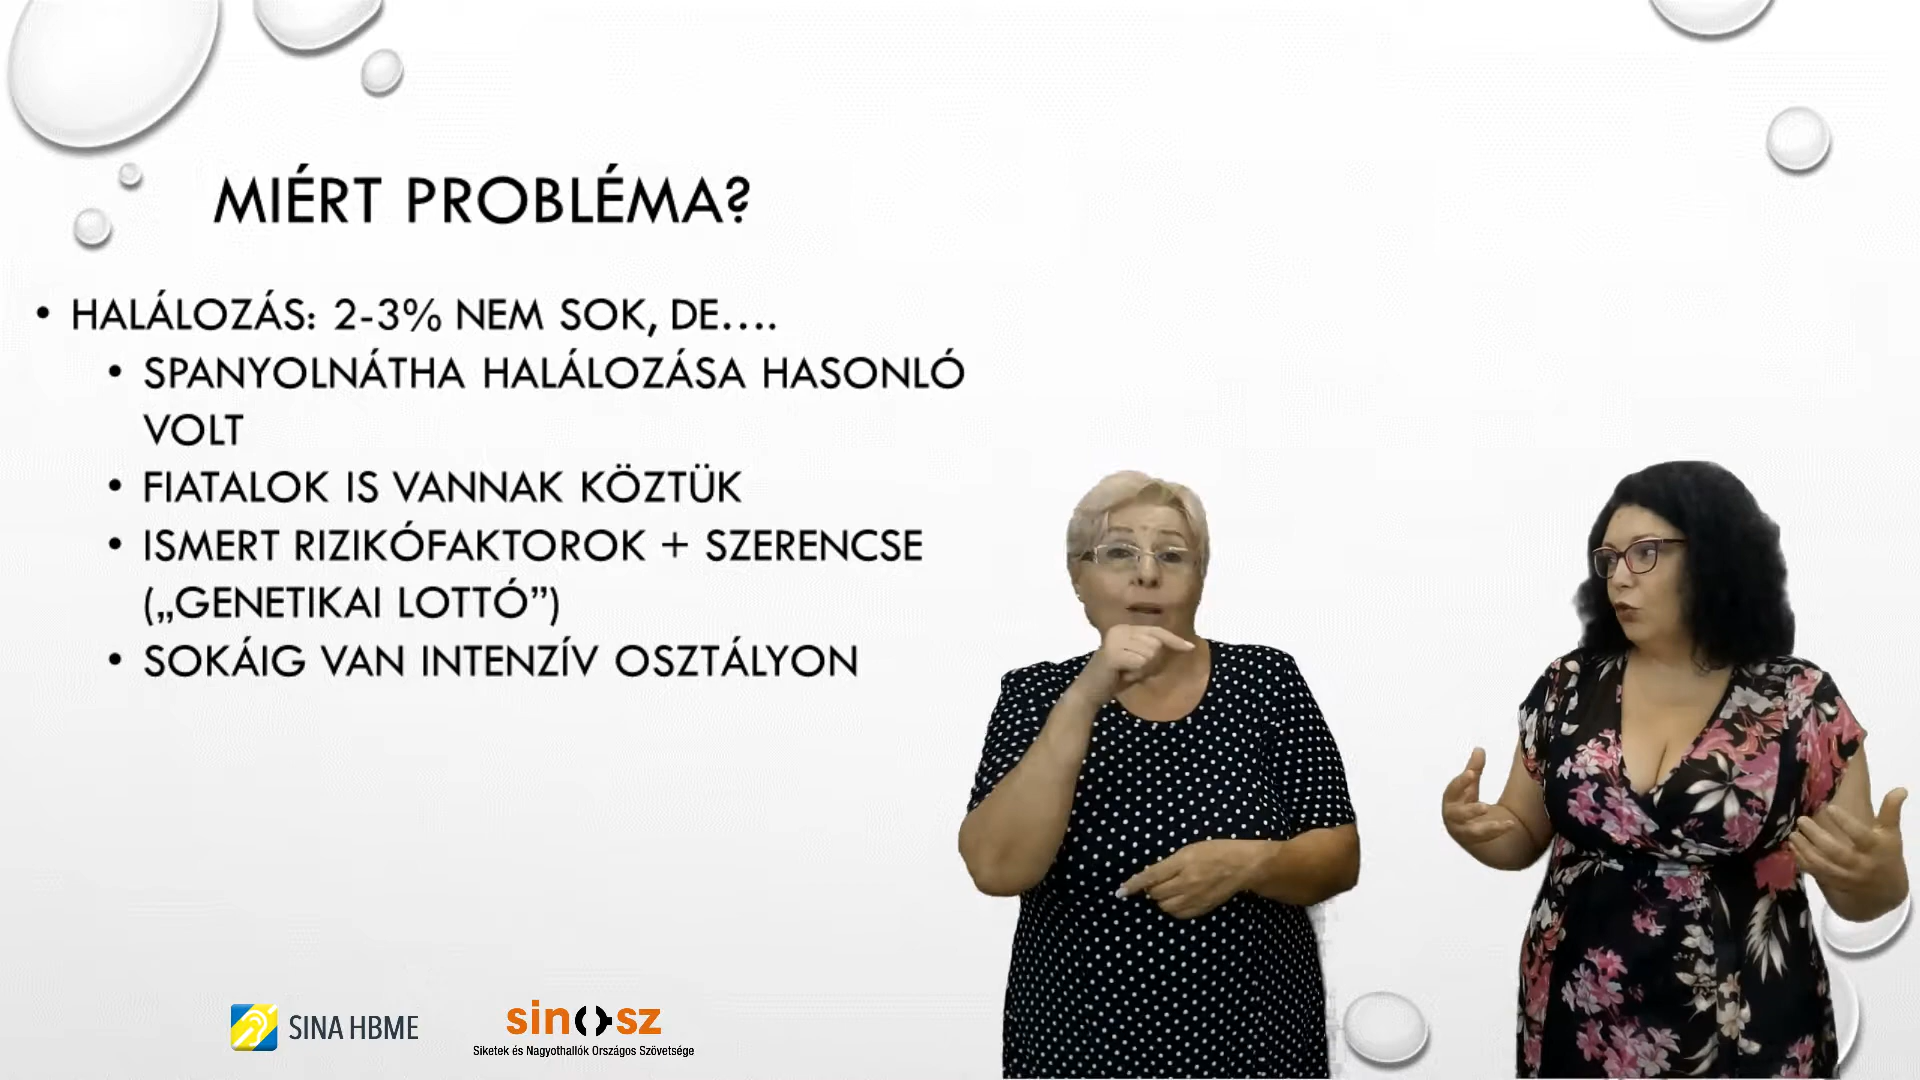 MIÉRT PROBLÉMA?
• HALÁLOZÁS: 2-3% NEM SOK, DE....
• SPANYOLNÁTHA HALÁLOZÁSA HASONLÓ
VOLT
• FIATALOK IS VANNAK KÖZTÜK
• ISMERT RIZIKÓFAKTOROK + SZERENCSE
(„GENETIKAI LOTTÓ”)
• SOKÁIG VAN INTENZÍV OSZTÁLYON
SINA HBME
sinosz
Siketek és Nagyothallók Országos Szövetsége